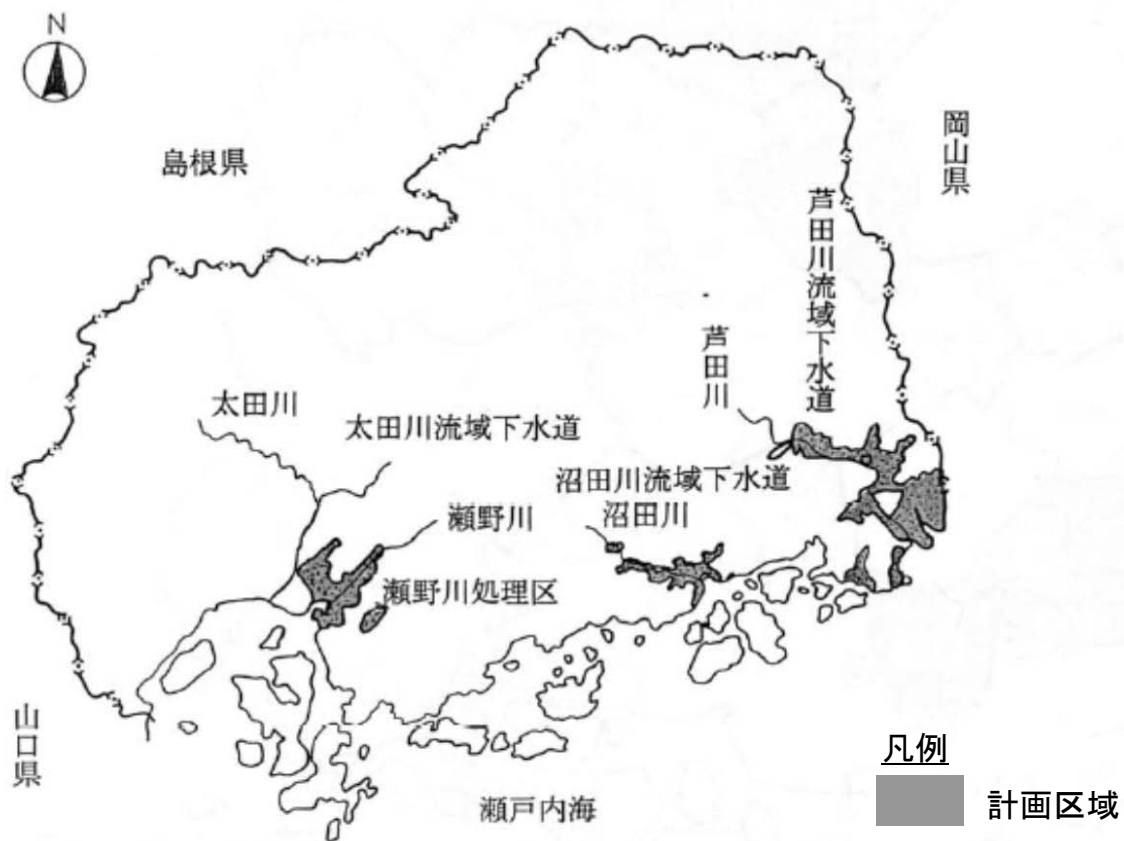 N
島根県
岡山県
芦田川流域下水道
芦田川
太田川
太田川流域下水道
沼田川流域下水道
沼田川
瀬野川
瀬野川処理区
山口県
瀬戸内海
凡例
計画区域